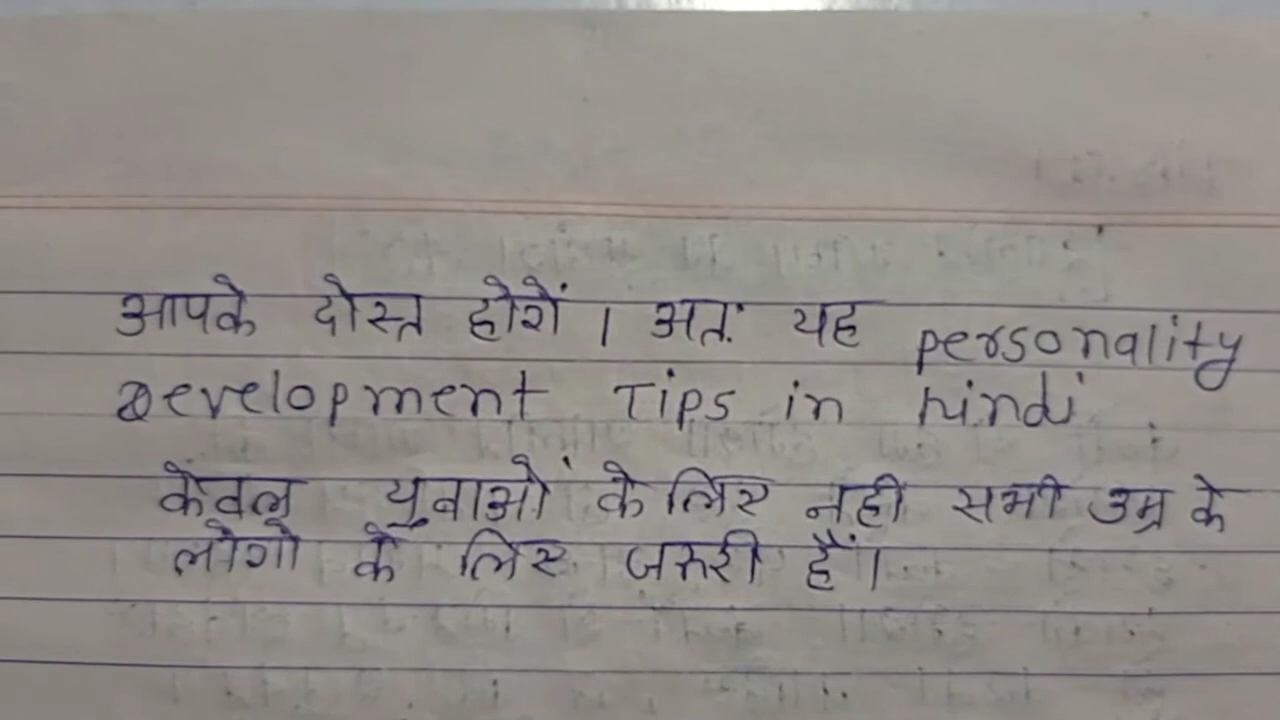 आपके दोस्त होगें । अतः यह personality
Development Tips in hindi
केवल युवाओं के लिए नही सभी उम्र के
लोगो के लिए जरुरी हैं।